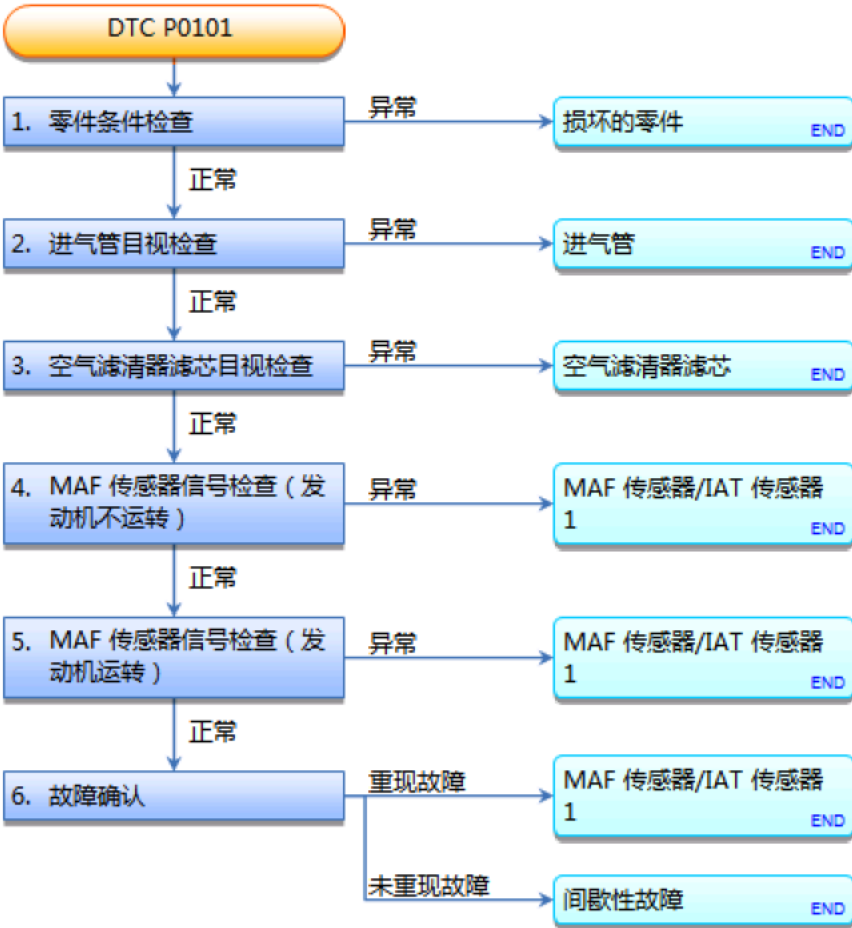 DTC P0101
1. 零件条件检查
异常
损坏的零件
END
正常
2. 进气管目视检查
异常
进气管
END
正常
3. 空气滤清器滤芯目视检查
异常
空气滤清器滤芯
END
正常
4. MAF 传感器信号检查（发
动机不运转）
异常
MAF 传感器/IAT 传感器
1
END
正常
5. MAF 传感器信号检查（发
动机运转）
异常
MAF 传感器/IAT 传感器
1
END
正常
6. 故障确认
重现故障
MAF 传感器/IAT 传感器
1
END
未重现故障
间歇性故障
END